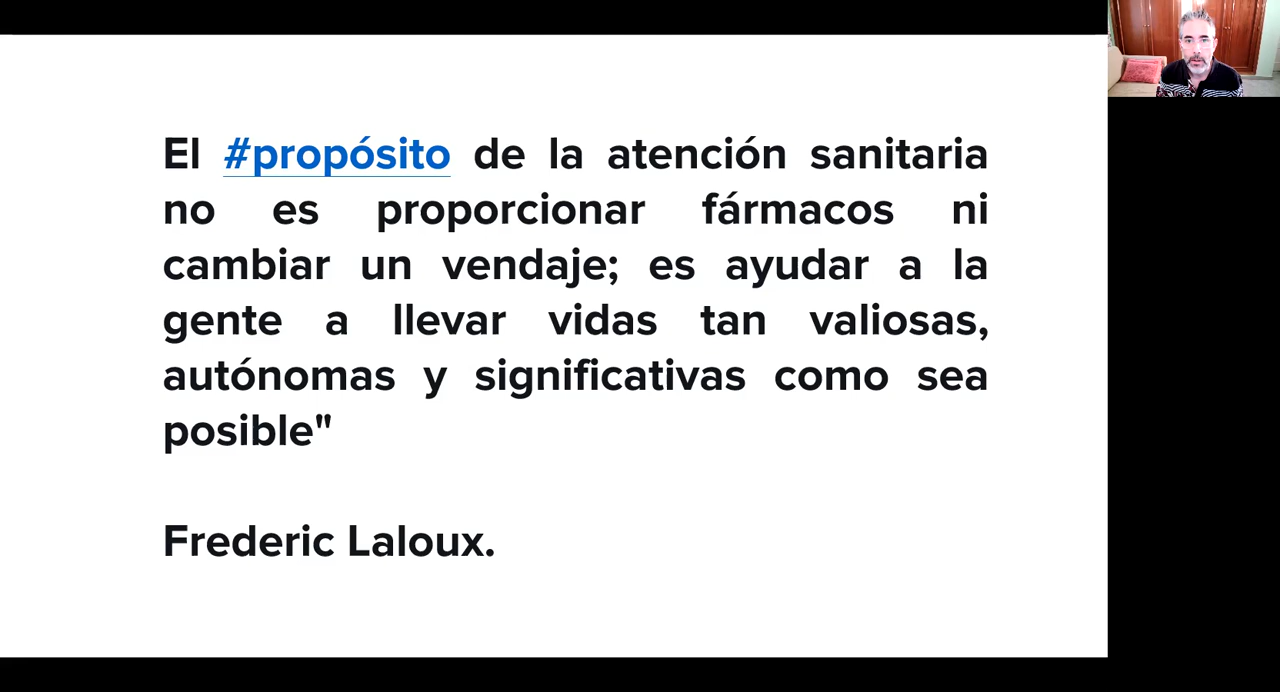 El #propósito de la atención sanitaria
no es proporcionar fármacos ni
cambiar un vendaje; es ayudar a la
gente a llevar vidas tan valiosas,
autónomas y significativas como sea
posible"
Frederic Laloux.